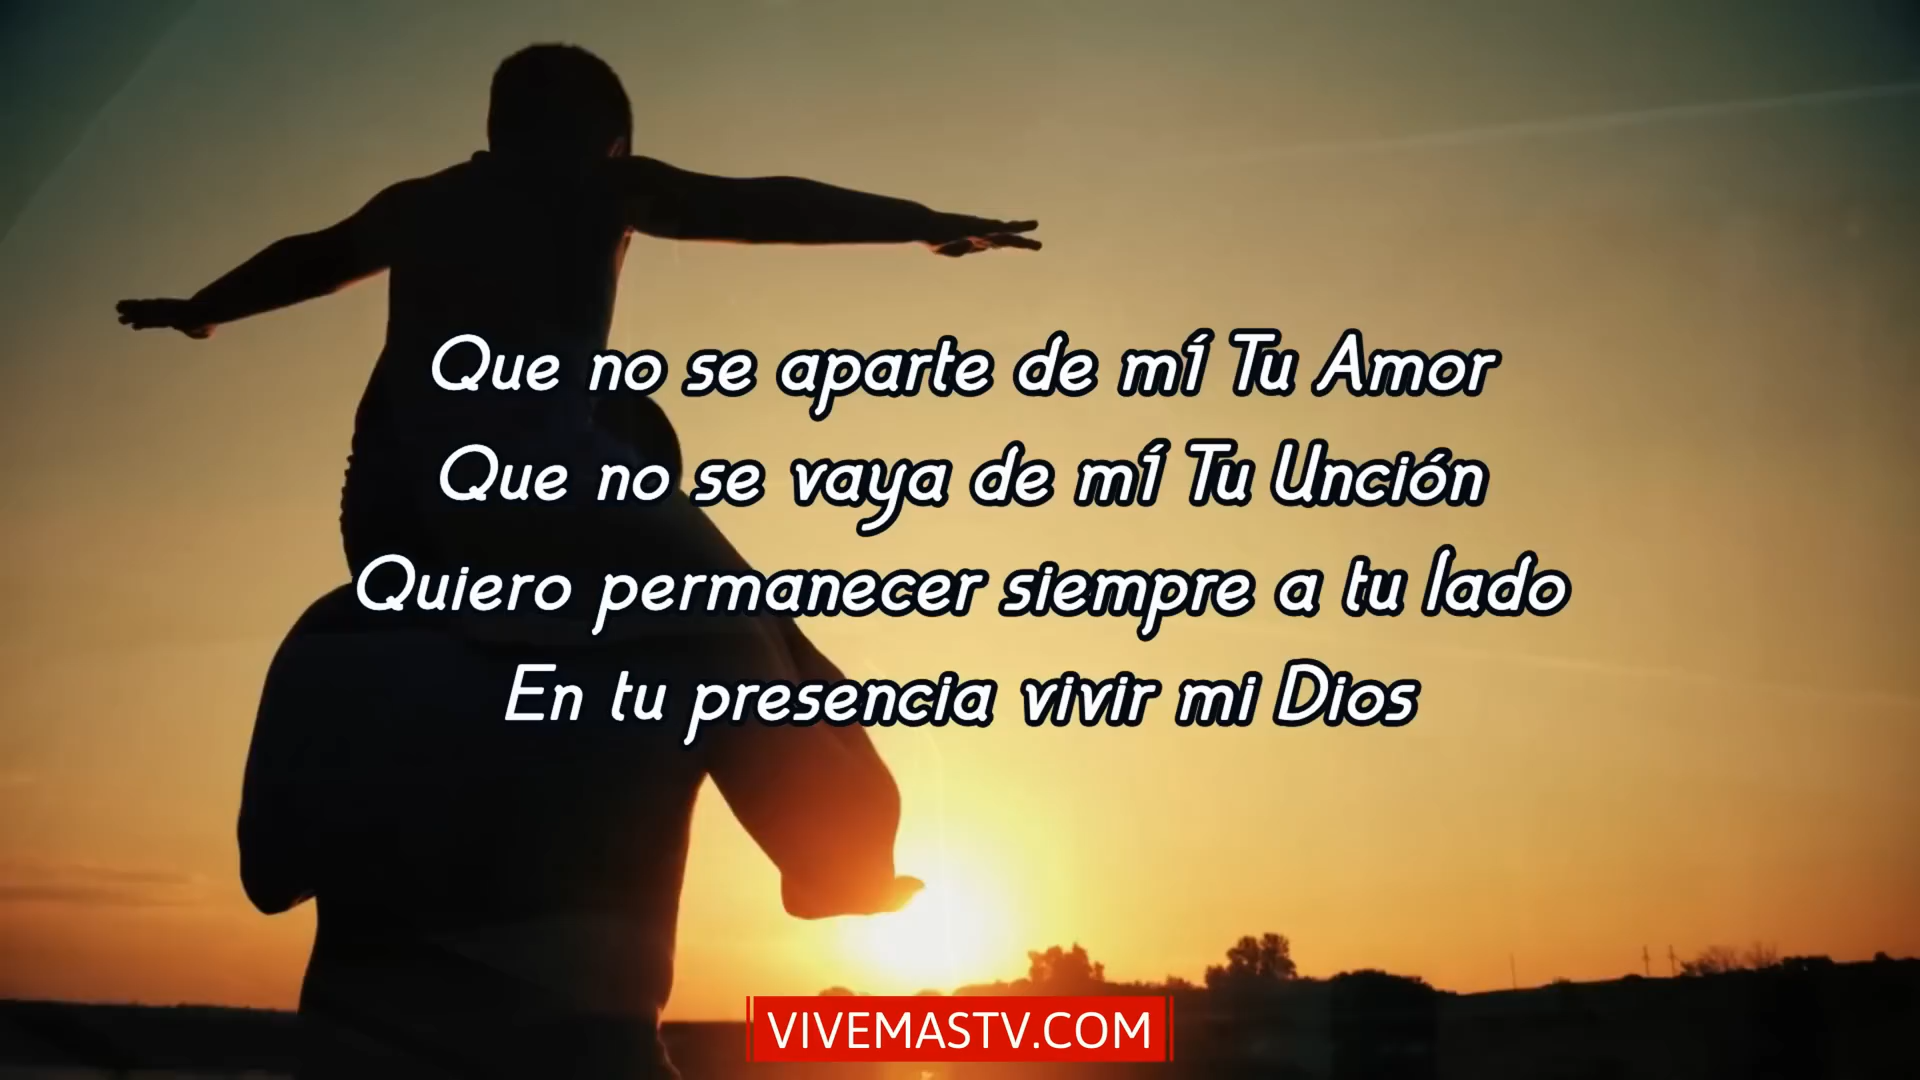 Que no se aparte de mí Tu Amor
Que no se vaya de mí Tu Unción
Quiero permanecer siempre a tu lado
En tu presencia vivir mi Dios
VIVEMASTV.COM